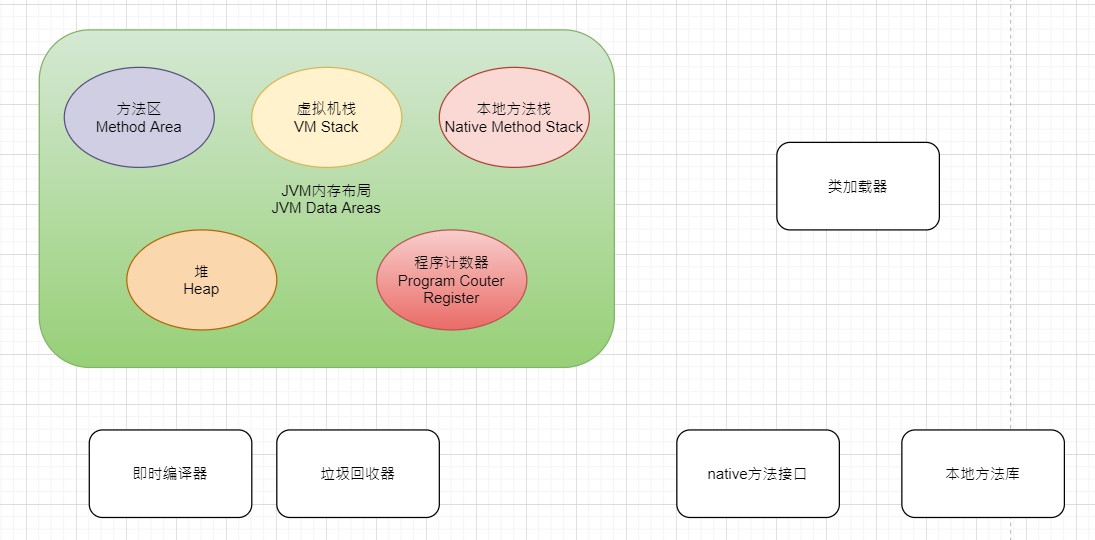 方法区
Method Area
虚拟机栈
VM Stack
本地方法栈
Native Method Stack
JVM内存布局
JVM Data Areas
堆
Heap
程序计数器
Program Couter
Register
类加载器
即时编译器
垃圾回收器
native方法接口
本地方法库